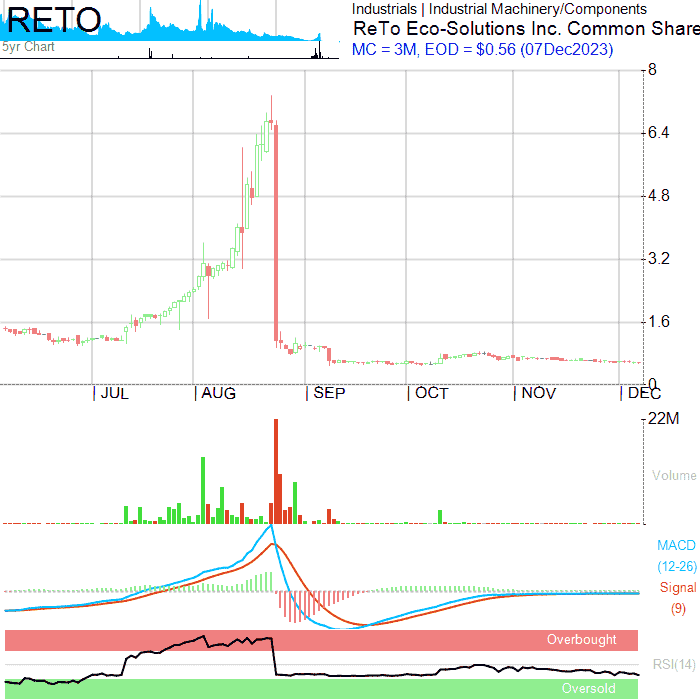 RETO
5yr Chart
Industrials | Industrial Machinery/Components
ReTo Eco-Solutions Inc. Common Share
MC = 3M, EOD = $0.56 (07Dec2023)
8
6.4
4.8
3.2
1.6
0
JUL AUG SEP OCT NOV DEC
22M
Volume
MACD
(12-26)
Signal
(9)
Overbought
RSI(14)
Oversold